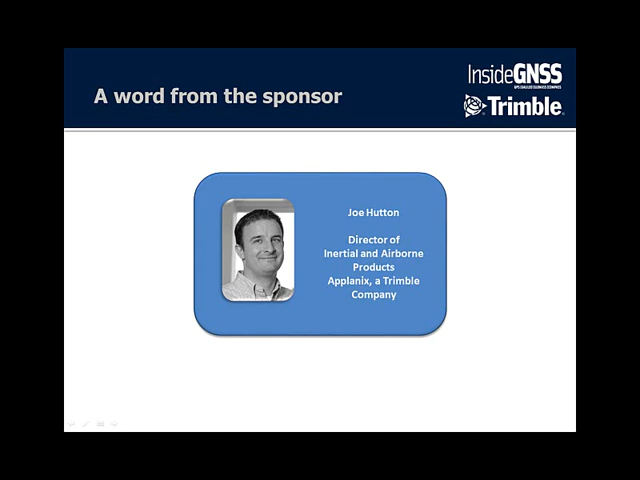 A word from the sponsor
InsideGNSS
Trimble
Joe Hutton
Director of
Inertial and Airborne
Products
Applanix, a Trimble
Company